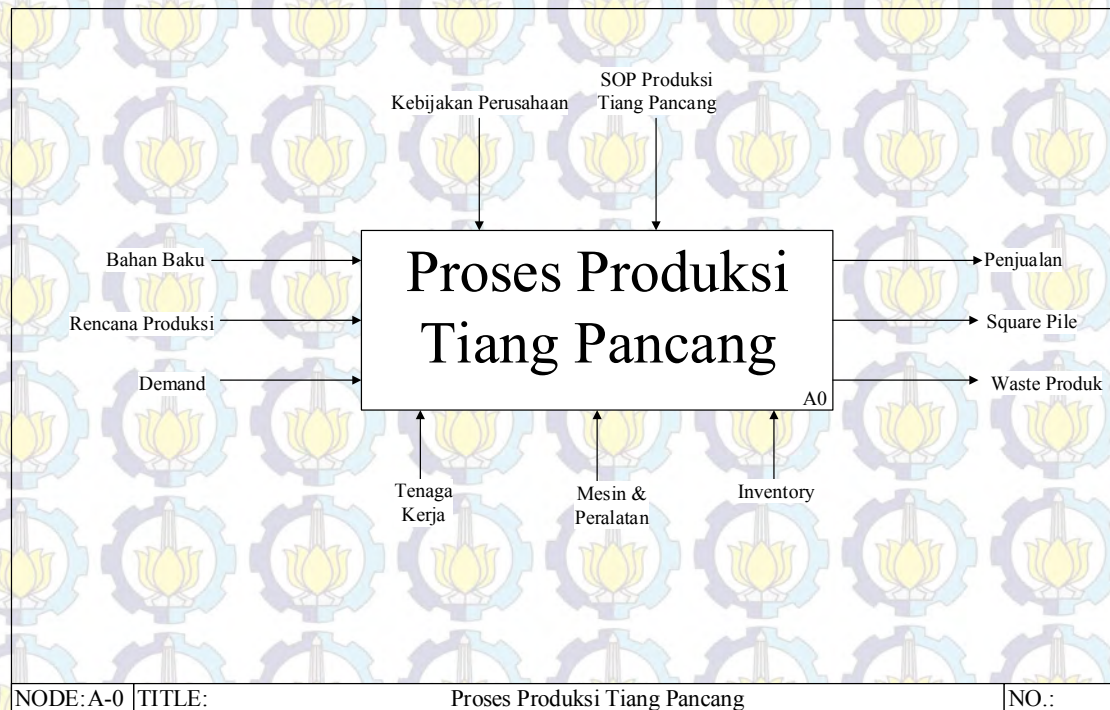 Kebijakan Perusahaan
SOP Produksi
Tiang Pancang
Bahan Baku
Rencana Produksi
Demand
Proses Produksi
Tiang Pancang
A0
Penjualan
Square Pile
Waste Produk
Tenaga
Kerja
Mesin &
Peralatan
Inventory
NODE:A-0 TITLE: Proses Produksi Tiang Pancang NO.: